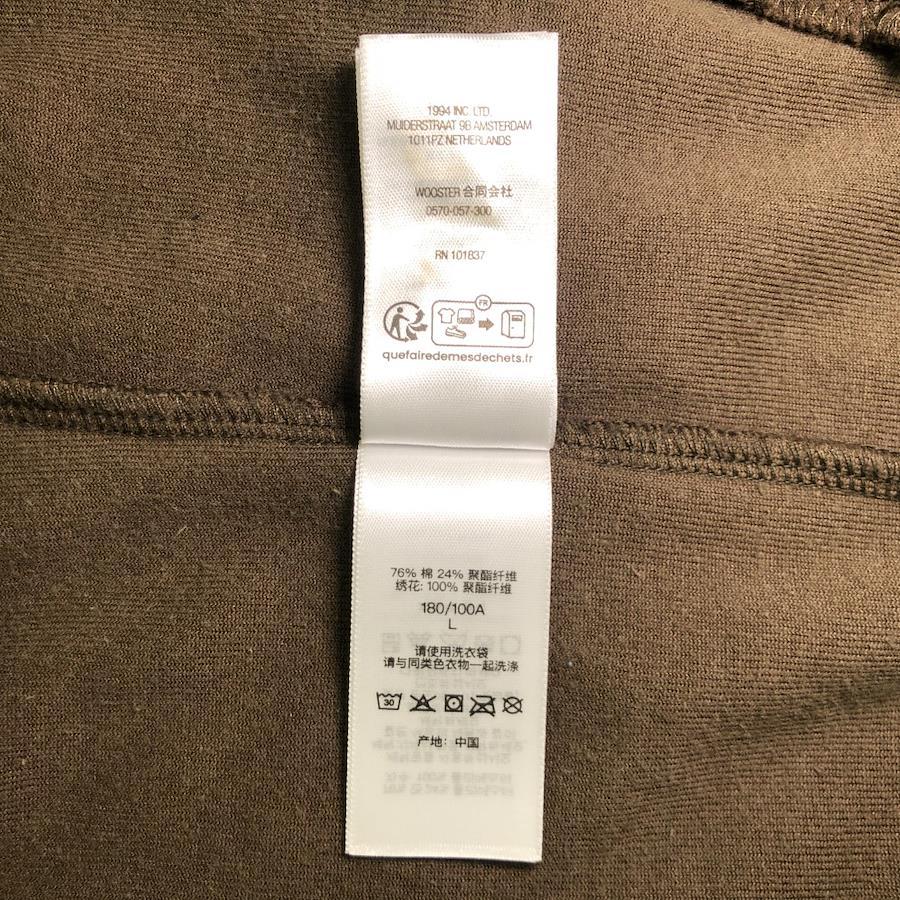 1994 INC. LTD.
MUIDERSTRAAT 9B AMSTERDAM
1011PZ NETHERLANDS
WOOSTER 合同会社
0570-057-300
RN 101837
FR
quefairedemesdechets.fr
76% 棉 24% 聚酯纤维
绣花: 100% 聚酯纤维
180/100A
L
请使用洗衣袋
请与同类色衣物一起洗涤
30
产地: 中国